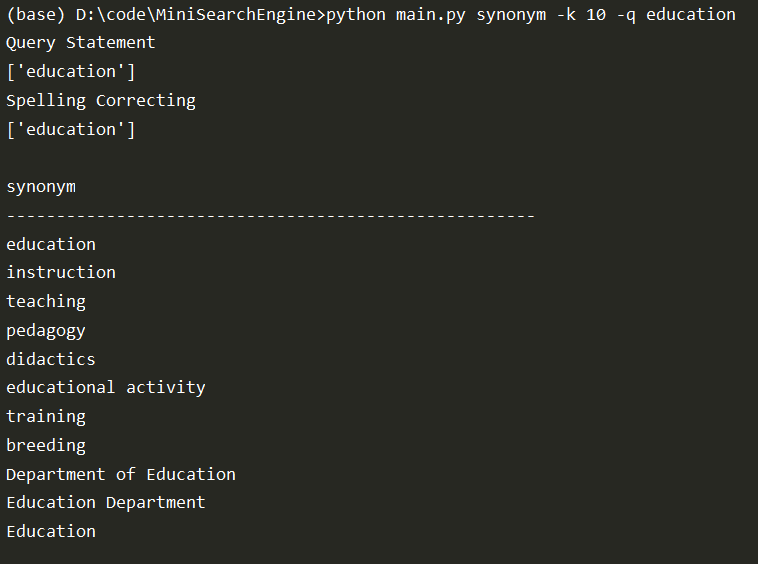 (base) D:\code\MiniSearchEngine>python main.py synonym -k 10 -q education
Query Statement
['education']
Spelling Correcting
['education']
synonym
-----------------------------------------------------
education
instruction
teaching
pedagogy
didactics
educational activity
training
breeding
Department of Education
Education Department
Education